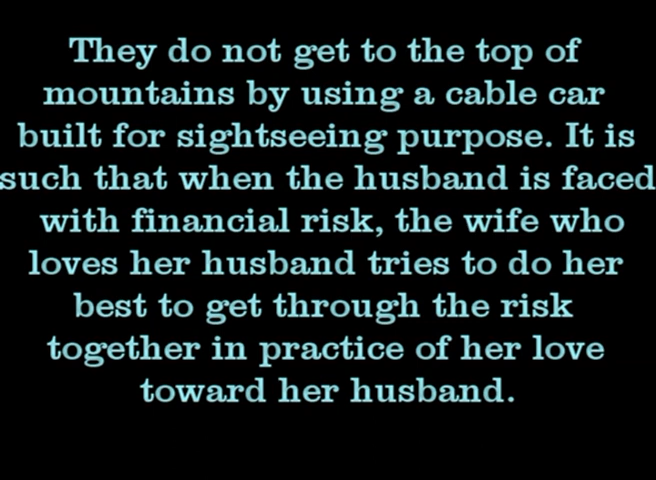 They do not get to the top of
mountains by using a cable car
built for sightseeing purpose. It is
such that when the husband is faced
with financial risk, the wife who
loves her husband tries to do her
best to get through the risk
together in practice of her love
toward her husband.